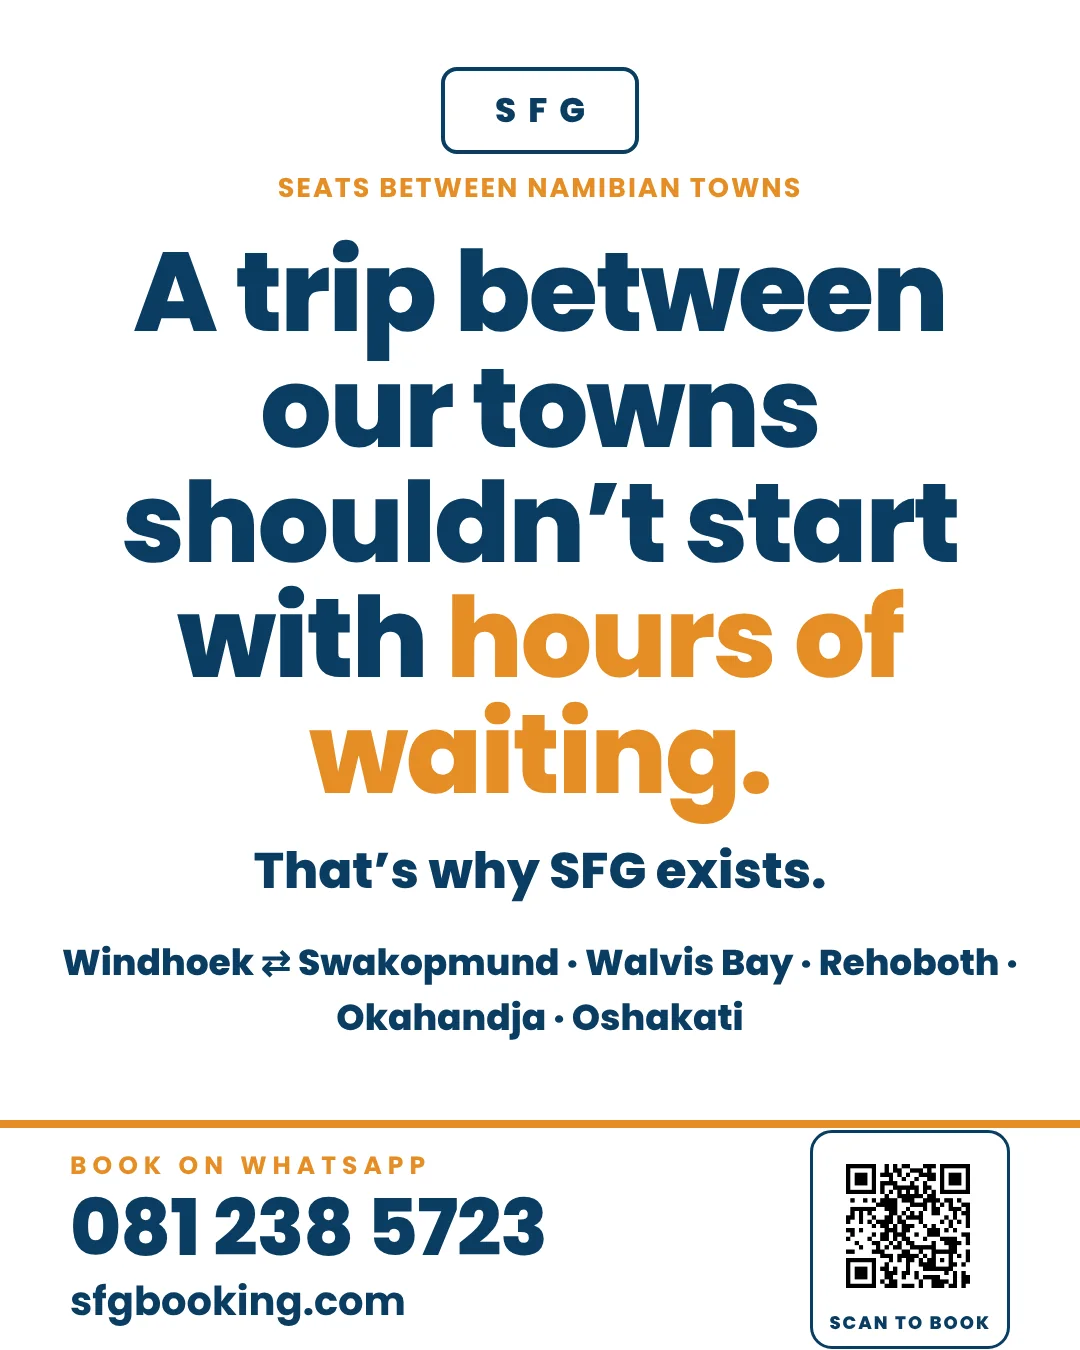 SFG
SEATS BETWEEN NAMIBIAN TOWNS
A trip between
our towns
shouldn’t start
with hours of
waiting.
That’s why SFG exists.
Windhoek ⇄ Swakopmund · Walvis Bay · Rehoboth ·
Okahandja · Oshakati
BOOK ON WHATSAPP
081 238 5723
sfgbooking.com
SCAN TO BOOK